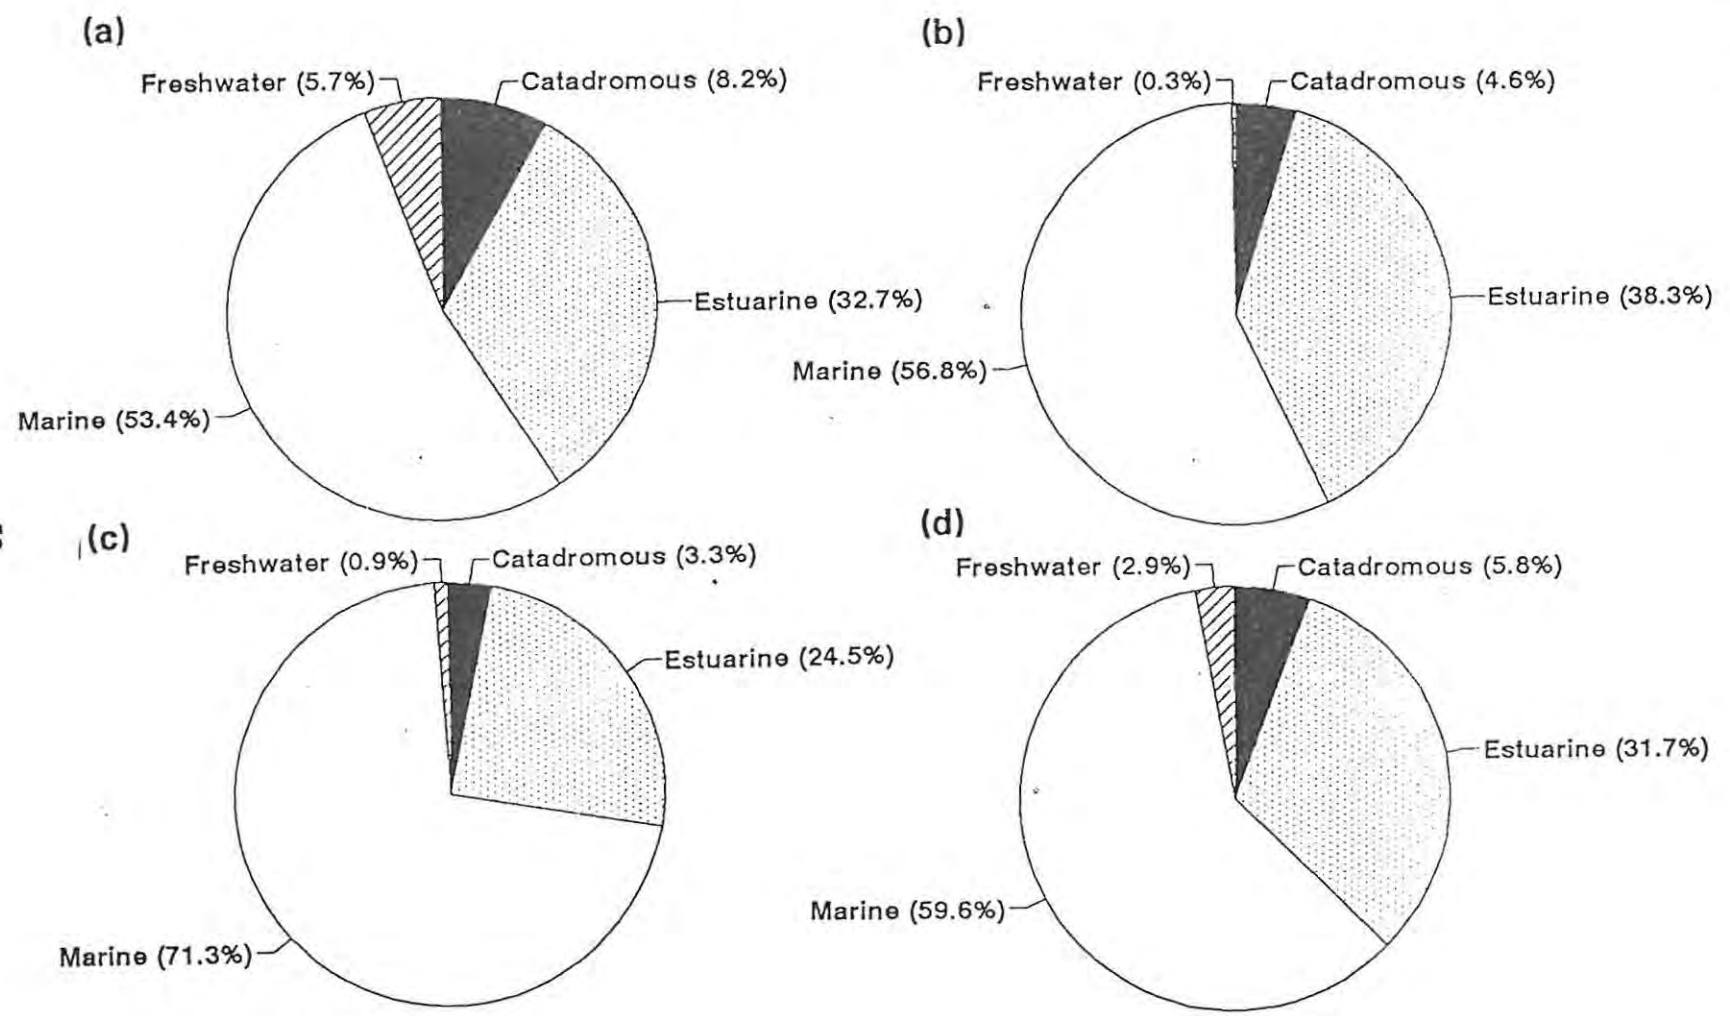 (a)
Freshwater (5.7%)
Catadromous (8.2%)
Estuarine (32.7%)
Marine (53.4%)
(b)
Freshwater (0.3%)
Catadromous (4.6%)
Estuarine (38.3%)
Marine (56.8%)
(c)
Freshwater (0.9%)
Catadromous (3.3%)
Estuarine (24.5%)
Marine (71.3%)
(d)
Freshwater (2.9%)
Catadromous (5.8%)
Estuarine (31.7%)
Marine (59.6%)